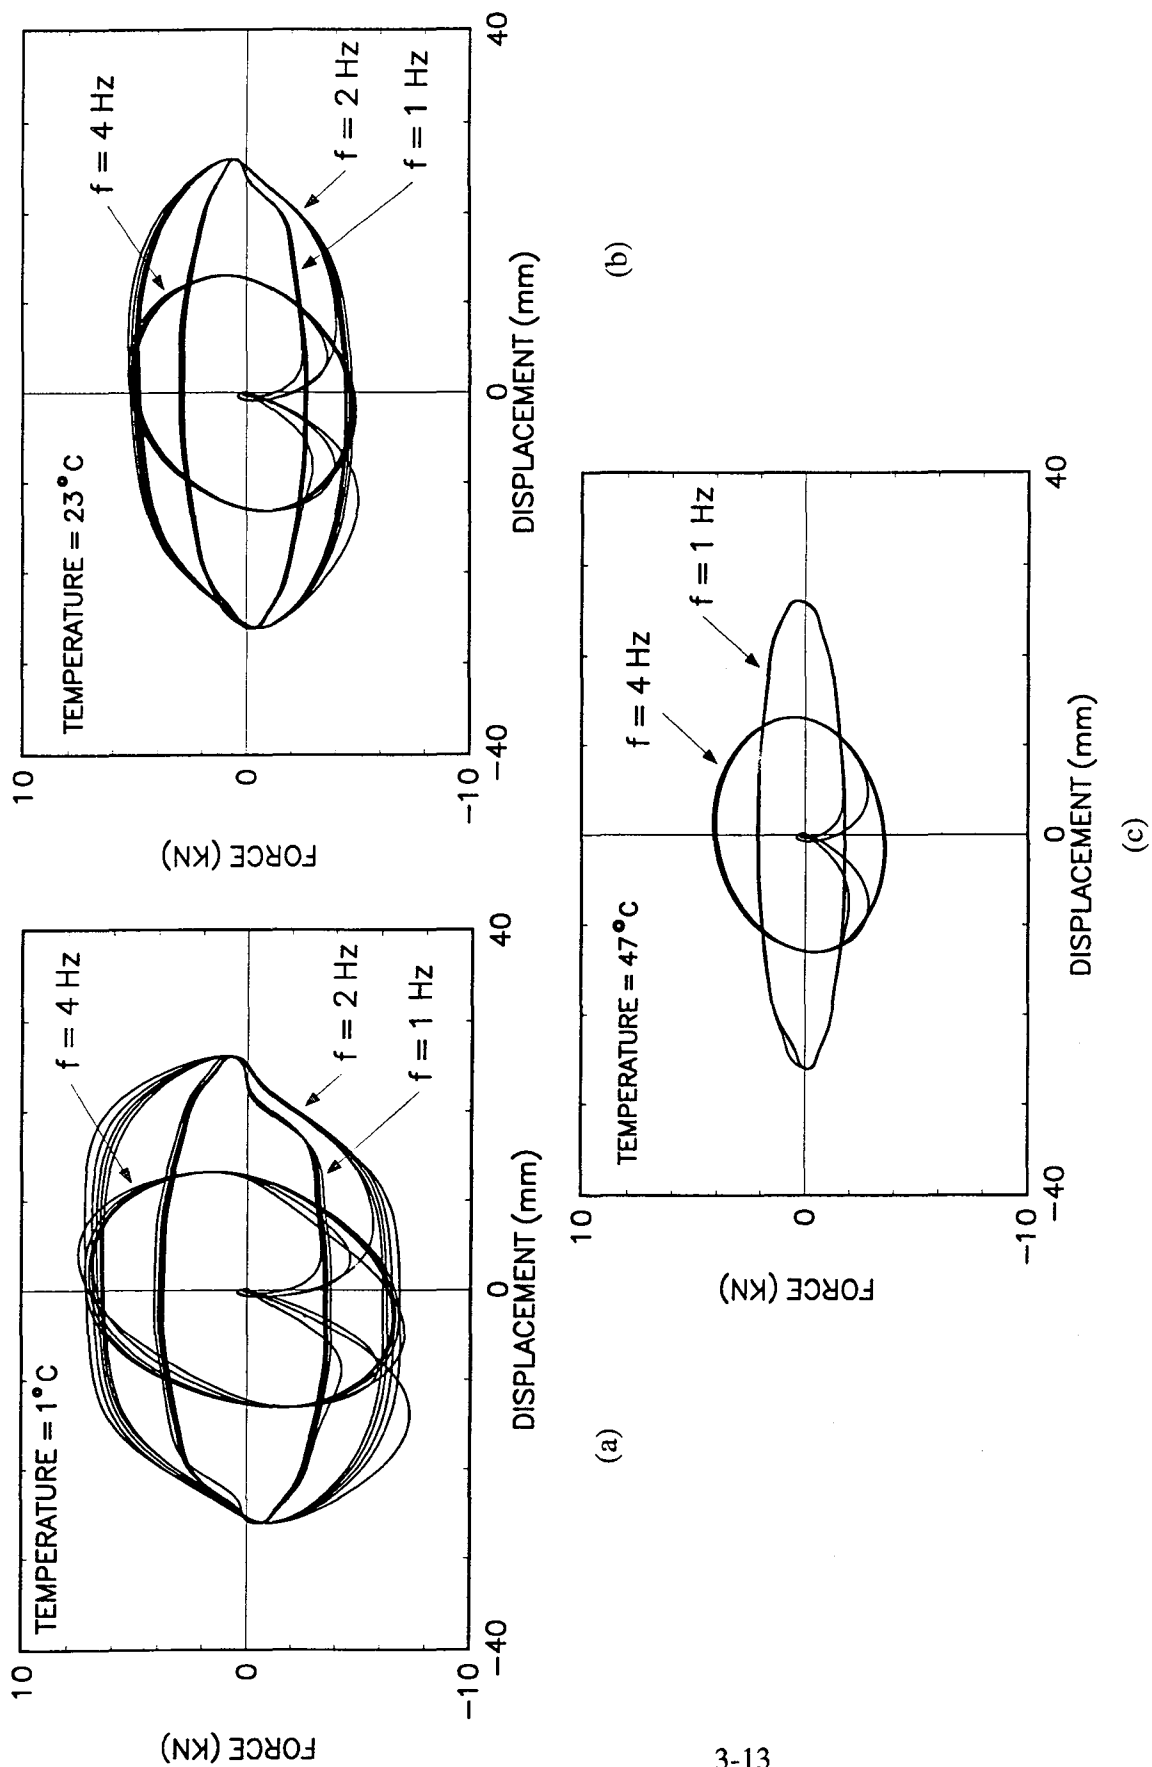 TEMPERATURE = 1°C
f = 4 Hz
f = 2 Hz
f = 1 Hz
10
0
-10
-40
0
40
FORCE (KN)
DISPLACEMENT (mm)
(a)
TEMPERATURE = 23°C
f = 4 Hz
f = 2 Hz
f = 1 Hz
10
0
-10
-40
0
40
FORCE (KN)
DISPLACEMENT (mm)
(b)
TEMPERATURE = 47°C
f = 4 Hz
f = 1 Hz
10
0
-10
-40
0
40
FORCE (KN)
DISPLACEMENT (mm)
(c)
3-13